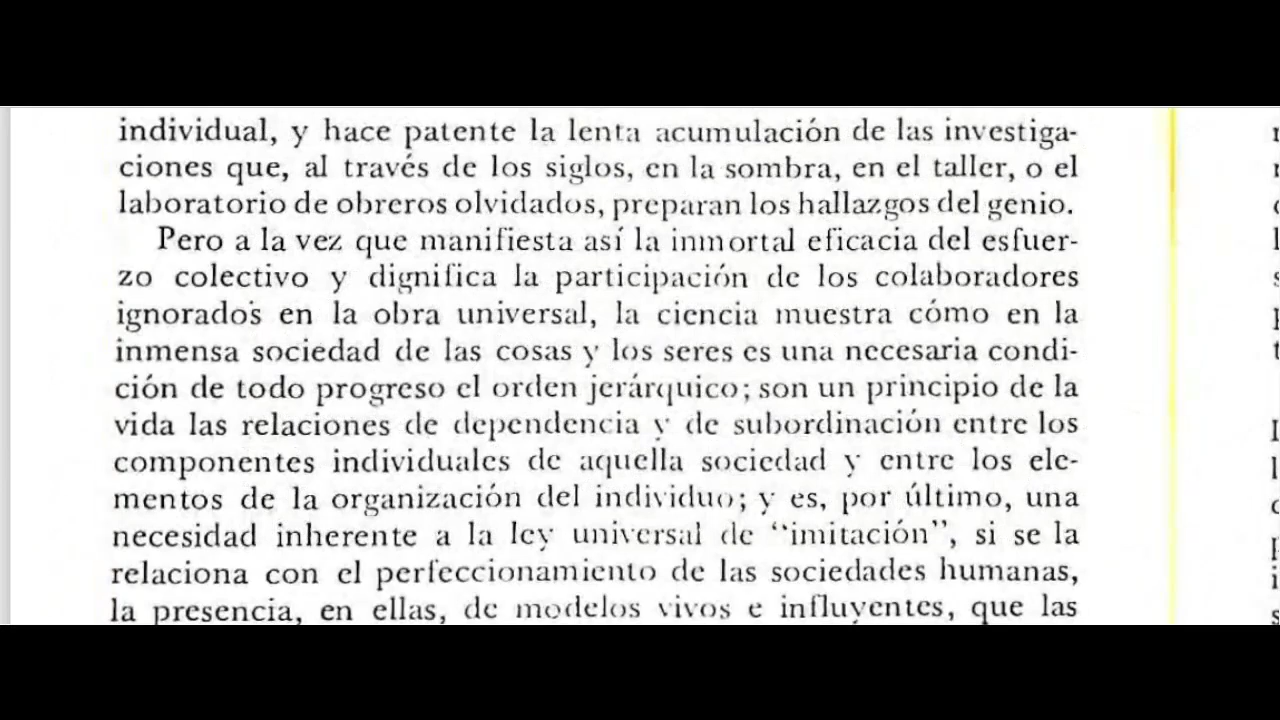 individual, y hace patente la lenta acumulación de las investiga-
ciones que, al través de los siglos, en la sombra, en el taller, o el
laboratorio de obreros olvidados, preparan los hallazgos del genio.
Pero a la vez que manifiesta así la inmortal eficacia del esfuer-
zo colectivo y dignifica la participación de los colaboradores
ignorados en la obra universal, la ciencia muestra cómo en la
inmensa sociedad de las cosas y los seres es una necesaria condi-
ción de todo progreso el orden jerárquico; son un principio de la
vida las relaciones de dependencia y de subordinación entre los
componentes individuales de aquella sociedad y entre los ele-
mentos de la organización del individuo; y es, por último, una
necesidad inherente a la ley universal de “imitación”, si se la
relaciona con el perfeccionamiento de las sociedades humanas,
la presencia, en ellas, de modelos vivos e influyentes, que las